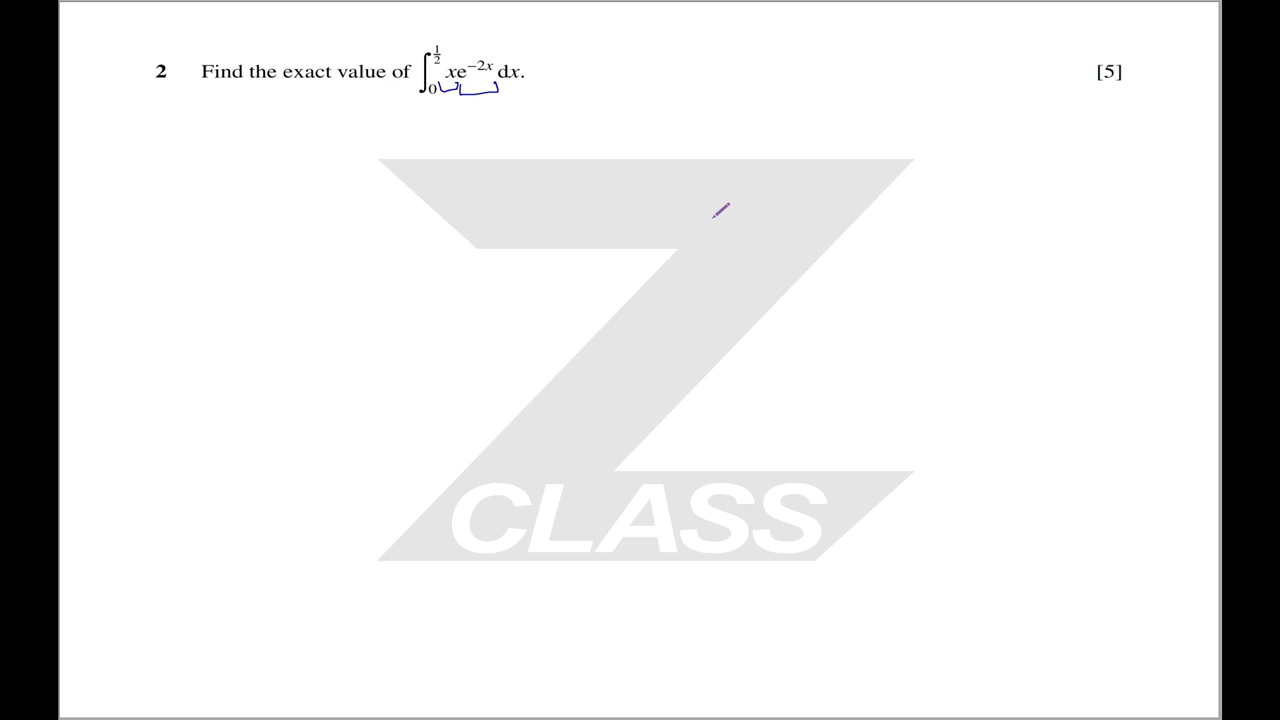 2 Find the exact value of ∫₀^{1/2} xe^{−2x} dx. [5]
CLASS